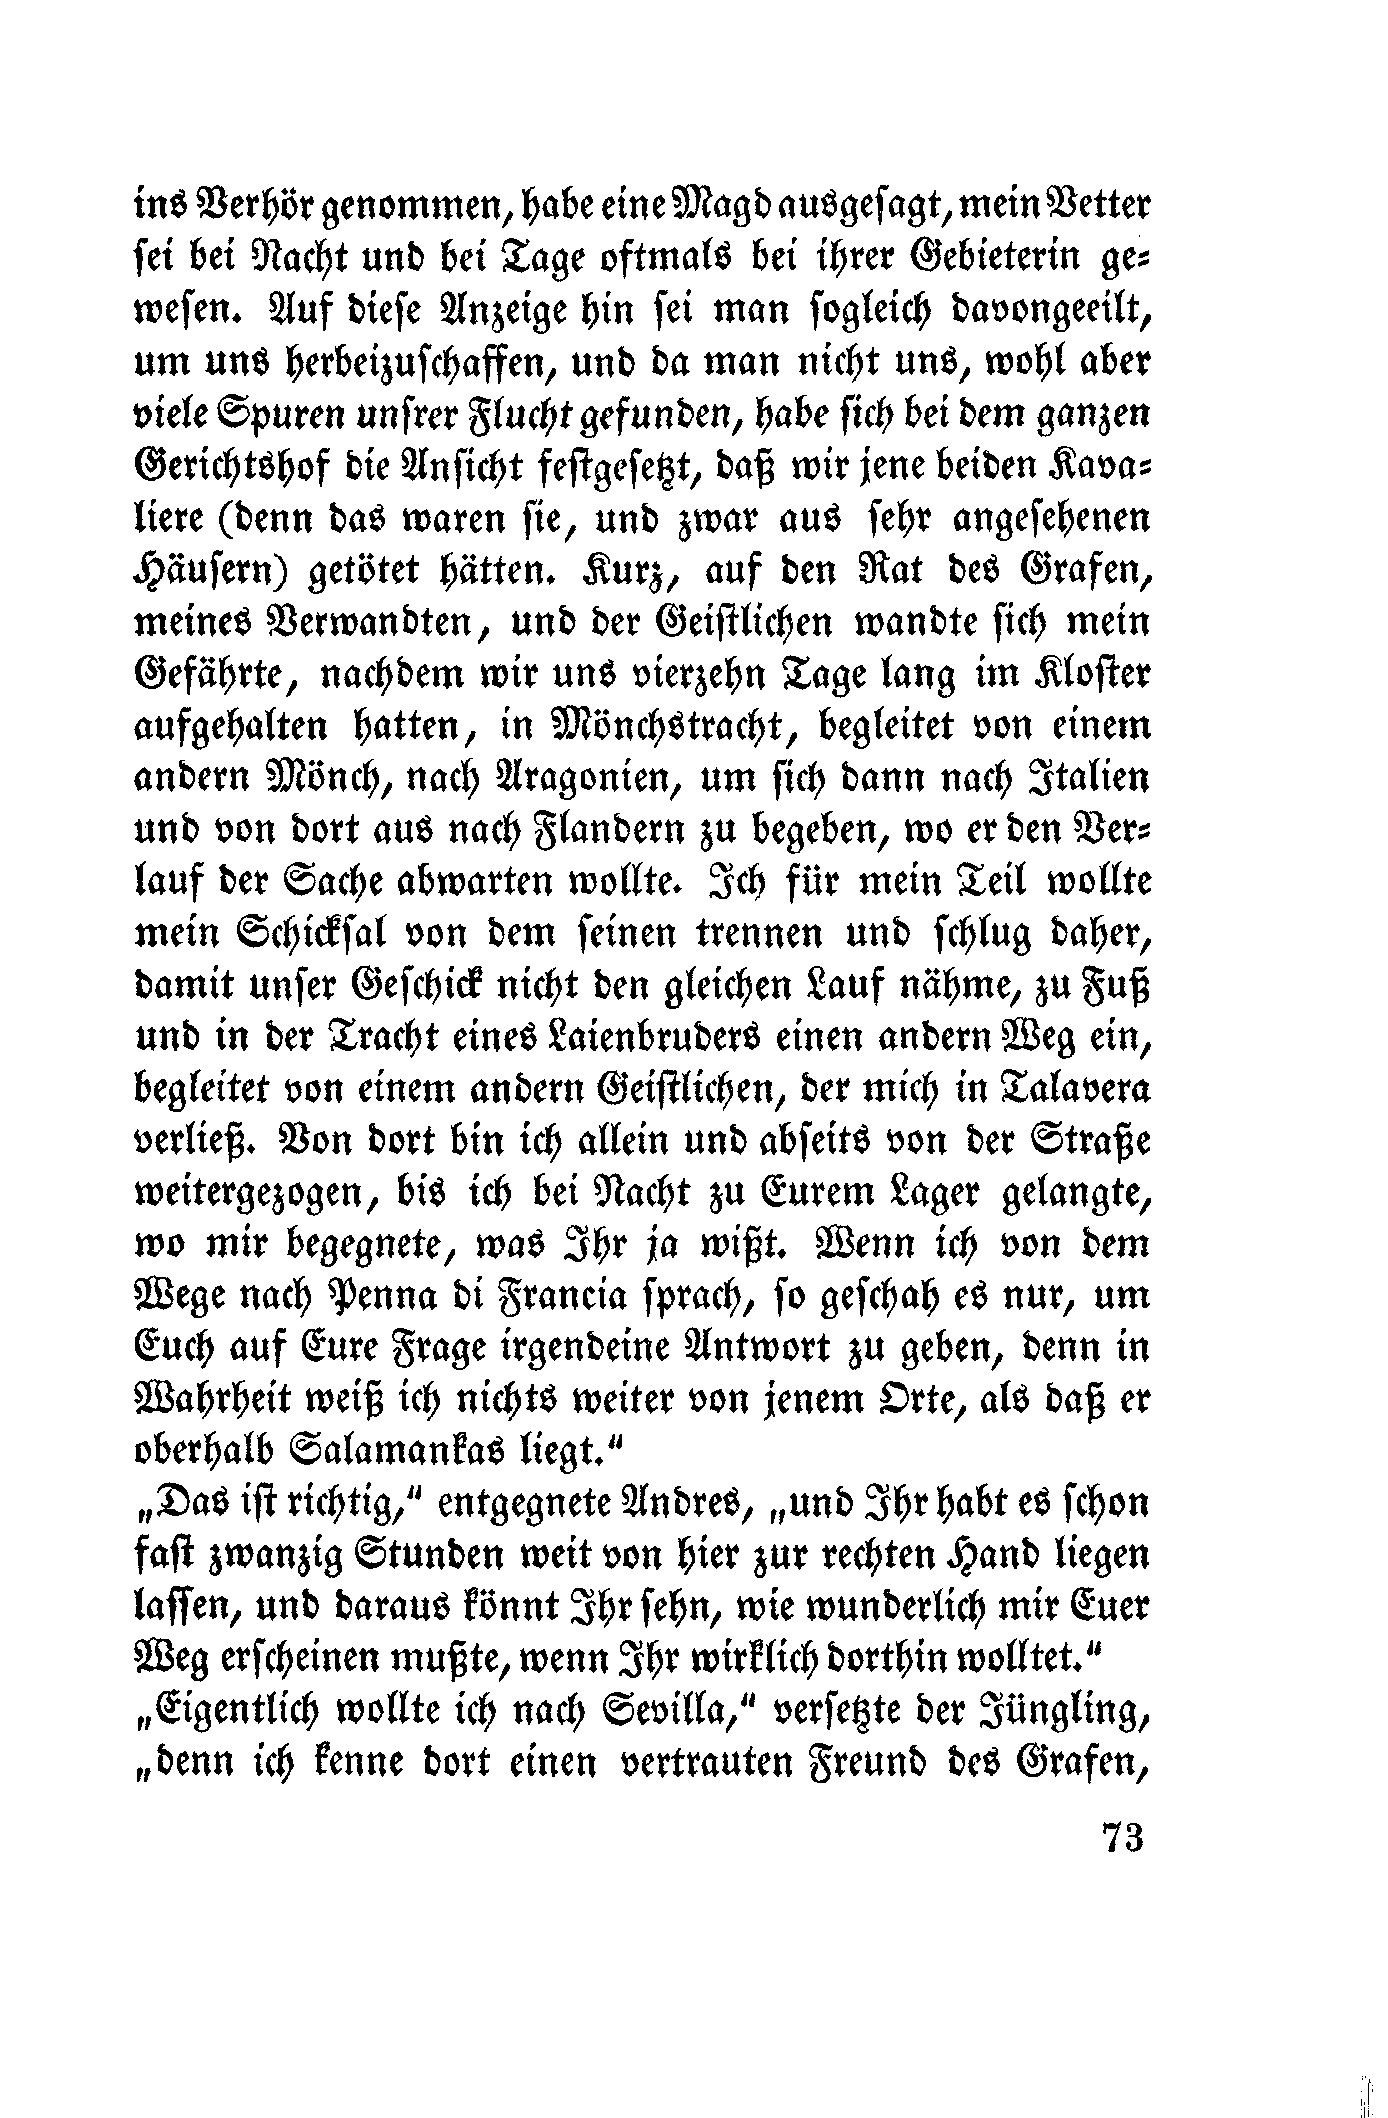 ins Verhör genommen, habe eine Magd ausgesagt, mein Vetter
sei bei Nacht und bei Tage oftmals bei ihrer Gebieterin ge-
wesen. Auf diese Anzeige hin sei man sogleich davongeeilt,
um uns herbeizuschaffen, und da man nicht uns, wohl aber
viele Spuren unsrer Flucht gefunden, habe sich bei dem ganzen
Gerichtshof die Ansicht festgesetzt, daß wir jene beiden Kava-
liere (denn das waren sie, und zwar aus sehr angesehenen
Häusern) getötet hätten. Kurz, auf den Rat des Grafen,
meines Verwandten, und der Geistlichen wandte sich mein
Gefährte, nachdem wir uns vierzehn Tage lang im Kloster
aufgehalten hatten, in Mönchstracht, begleitet von einem
andern Mönch, nach Aragonien, um sich dann nach Italien
und von dort aus nach Flandern zu begeben, wo er den Ver-
lauf der Sache abwarten wollte. Ich für mein Teil wollte
mein Schicksal von dem seinen trennen und schlug daher,
damit unser Geschick nicht den gleichen Lauf nähme, zu Fuß
und in der Tracht eines Laienbruders einen andern Weg ein,
begleitet von einem andern Geistlichen, der mich in Talavera
verließ. Von dort bin ich allein und abseits von der Straße
weitergezogen, bis ich bei Nacht zu Eurem Lager gelangte,
wo mir begegnete, was Ihr ja wißt. Wenn ich von dem
Wege nach Penna di Francia sprach, so geschah es nur, um
Euch auf Eure Frage irgendeine Antwort zu geben, denn in
Wahrheit weiß ich nichts weiter von jenem Orte, als daß er
oberhalb Salamankas liegt.“
„Das ist richtig,“ entgegnete Andres, „und Ihr habt es schon
fast zwanzig Stunden weit von hier zur rechten Hand liegen
lassen, und daraus könnt Ihr sehn, wie wunderlich mir Euer
Weg erscheinen mußte, wenn Ihr wirklich dorthin wolltet.“
„Eigentlich wollte ich nach Sevilla,“ versetzte der Jüngling,
„denn ich kenne dort einen vertrauten Freund des Grafen,
73